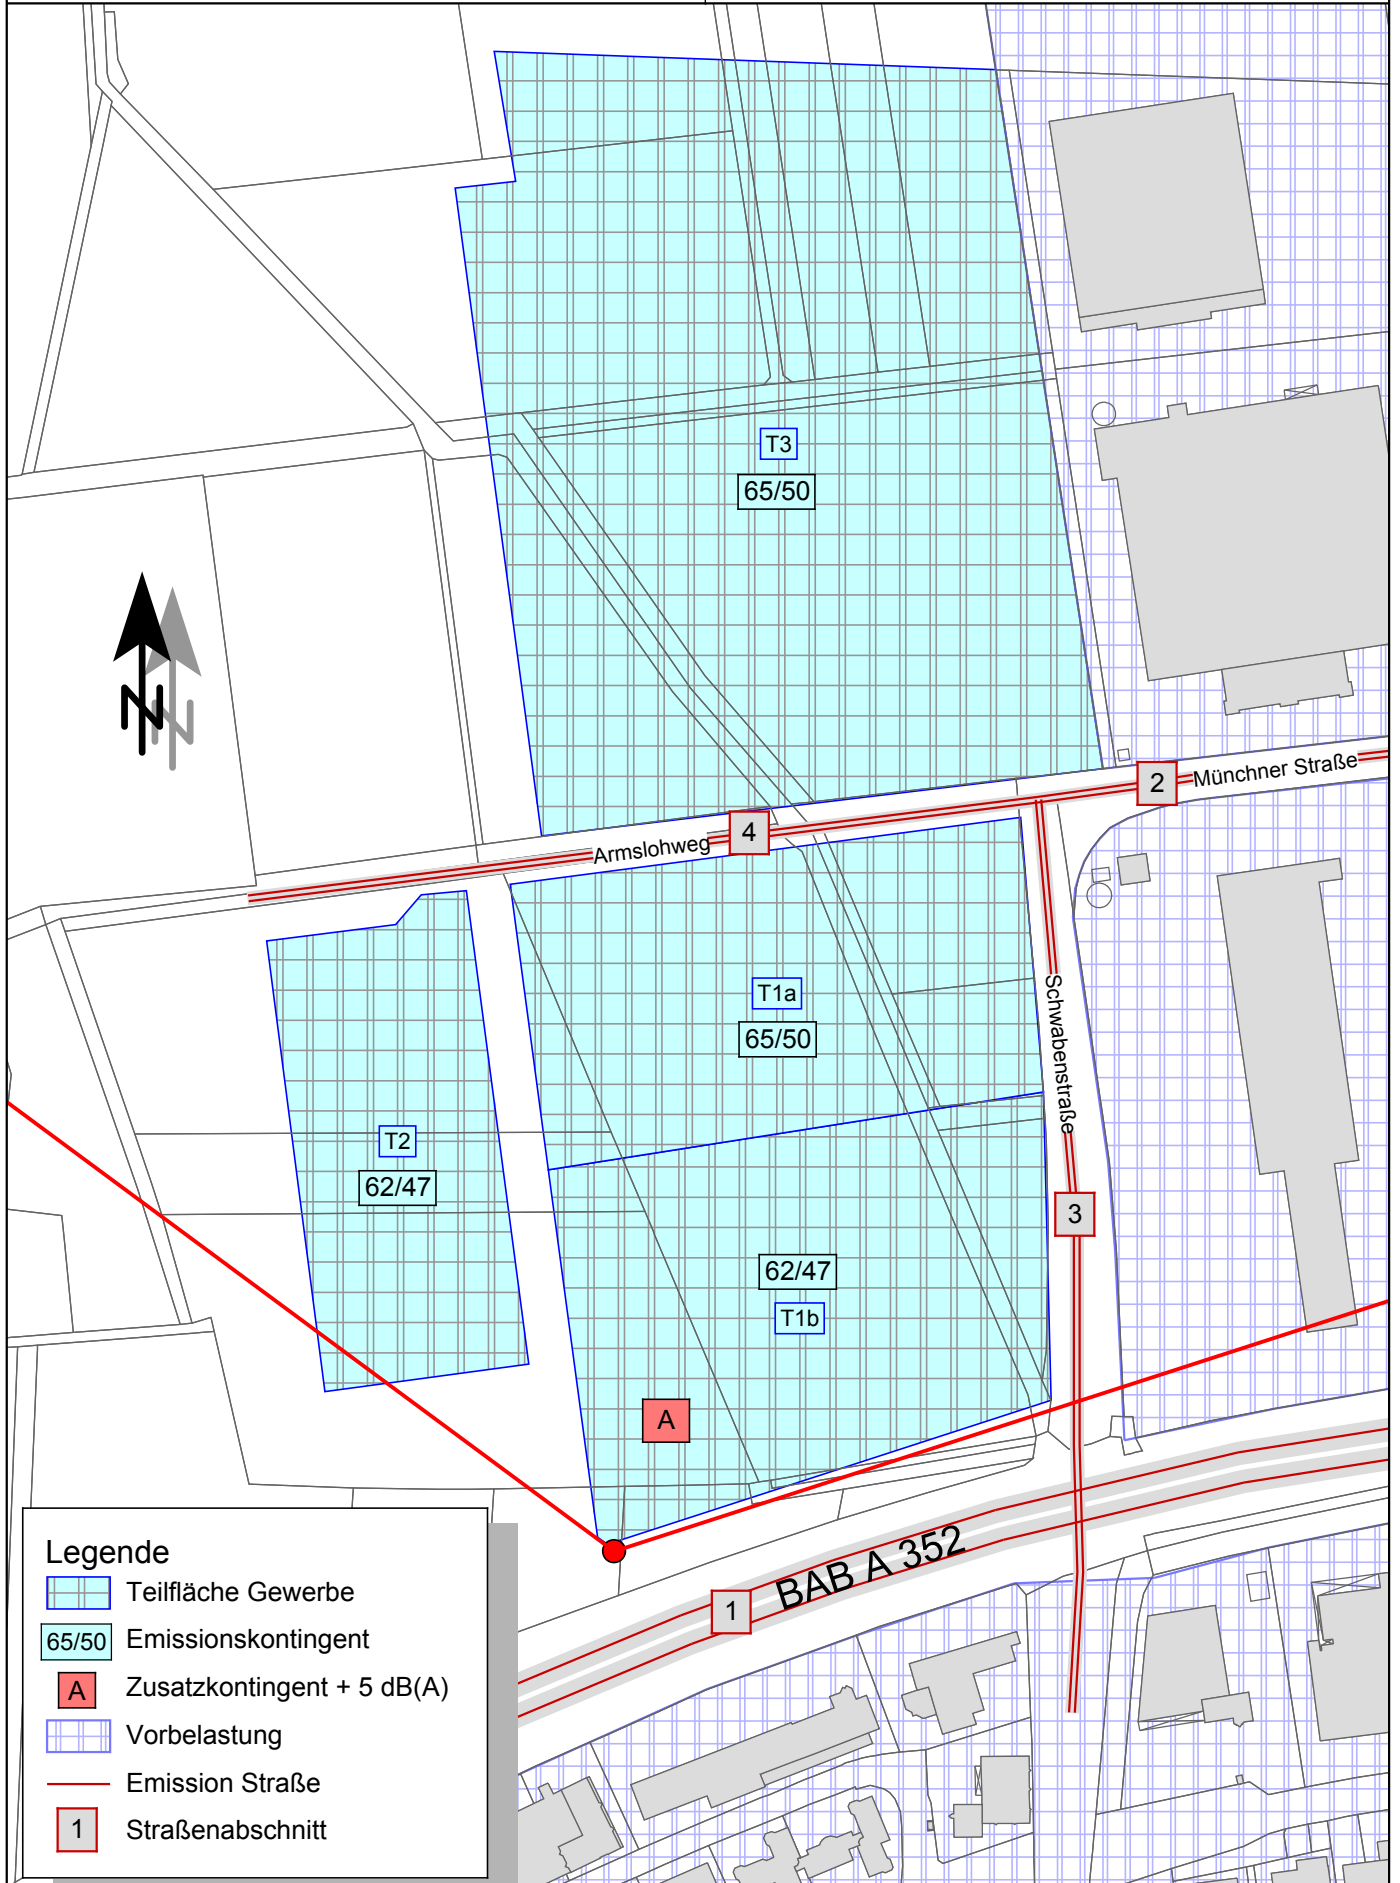 T3
65/50
N
2
Münchner Straße
4
Armslohweg
T1a
65/50
Schwabenstraße
T2
62/47
3
62/47
T1b
A
BAB A 352
1
Legende
Teilfläche Gewerbe
65/50 Emissionskontingent
A Zusatzkontingent + 5 dB(A)
Vorbelastung
Emission Straße
1 Straßenabschnitt